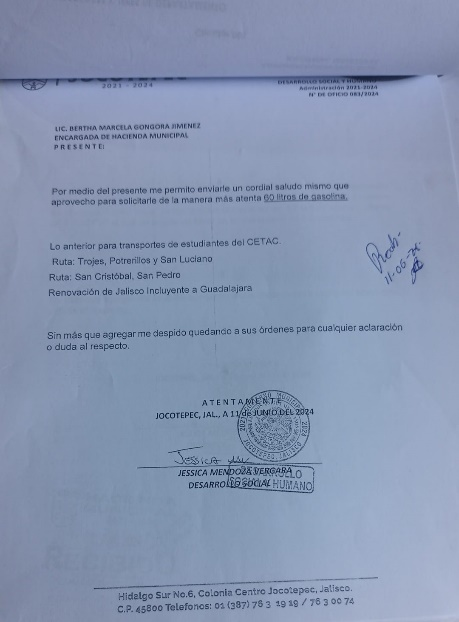 JOCOTEPEC
2021 - 2024
DESARROLLO SOCIAL Y HUMANO
Administración 2021-2024
N° DE OFICIO 083/2024
LIC. BERTHA MARCELA GONGORA JIMENEZ
ENCARGADA DE HACIENDA MUNICIPAL
P R E S E N T E:
Por medio del presente me permito enviarle un cordial saludo mismo que
aprovecho para solicitarle de la manera más atenta 60 litros de gasolina.
Lo anterior para transportes de estudiantes del CETAC.
Ruta: Trojes, Potrerillos y San Luciano
Ruta: San Cristóbal, San Pedro
Renovación de Jalisco incluyente a Guadalajara
11-06-24
Sin más que agregar me despido quedando a sus órdenes para cualquier aclaración
o duda al respecto.
A T E N T A M E N T E
JOCOTEPEC, JAL., A 11 de JUNIO DEL 2024
JESSICA MENDOZA VERGARA
DESARROLLO SOCIAL HUMANO
Hidalgo Sur No.6, Colonia Centro Jocotepec, Jalisco.
C.P. 45800 Telefonos: 01 (387) 76 3 19 19 / 76 3 00 74